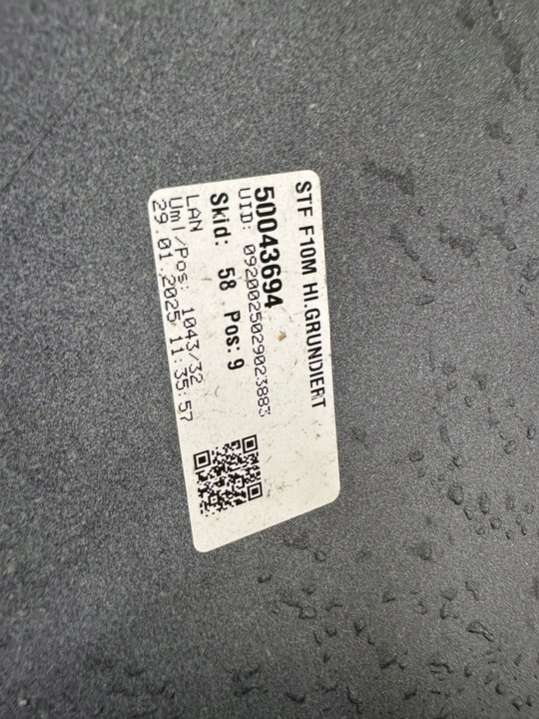 STF F10M HI.GRUNDIERT
50043694
UID: 0920025029023883
Skid: 58 Pos: 9
LAN
Uml/Pos: 1043/32
29.01.2025 11:35:57